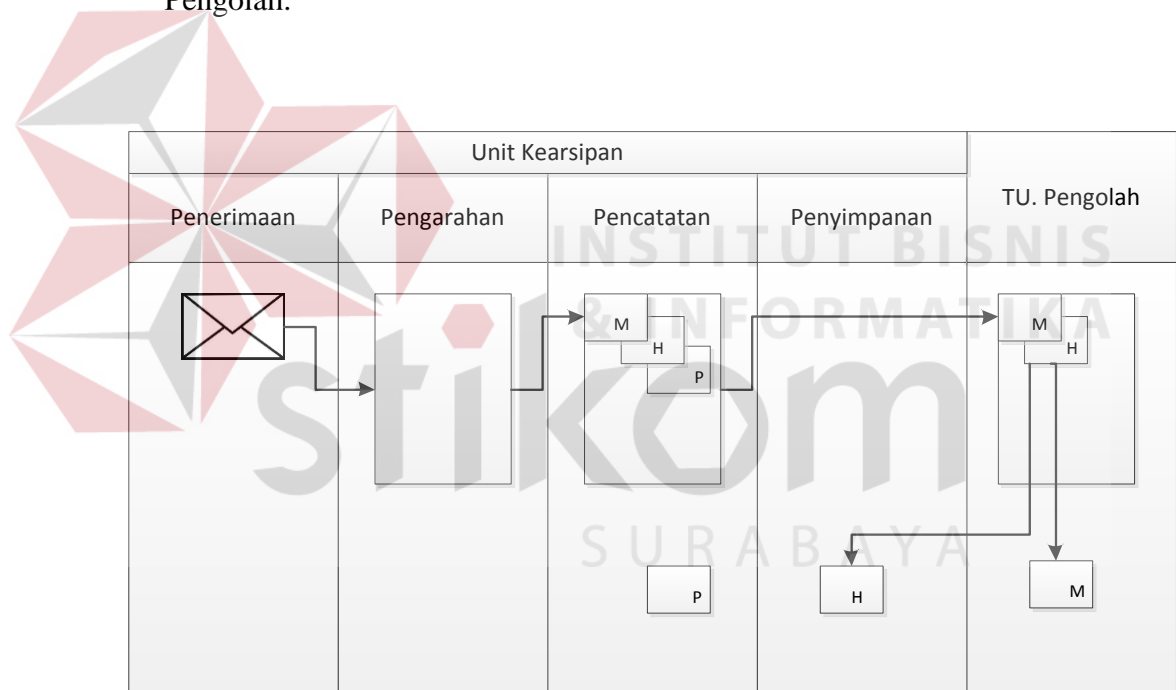 Pengolah.
Unit Kearsipan
TU. Pengolah
Penerimaan
Pengarahan
Pencatatan
Penyimpanan
INSTITUT BISNIS
& INFORMATIKA
stikom
SURABAYA
M
H
P
M
H
P
H
M